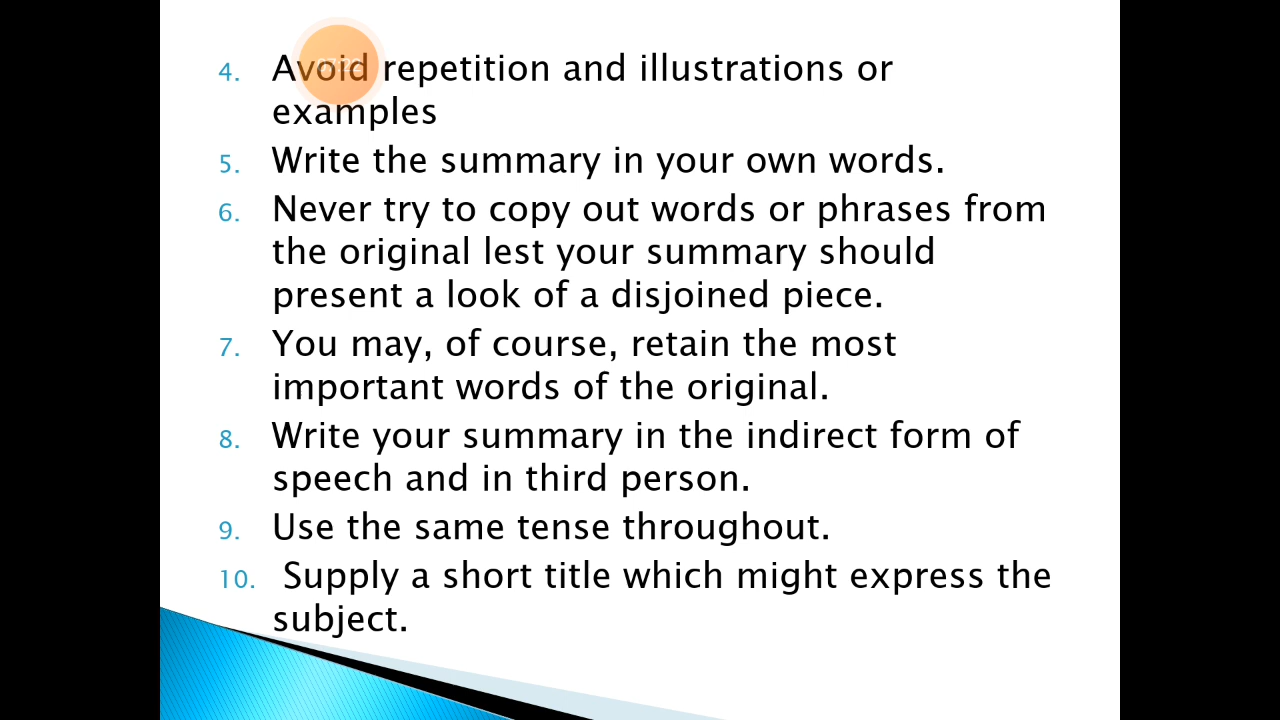 4. Avoid repetition and illustrations or
examples
5. Write the summary in your own words.
6. Never try to copy out words or phrases from
the original lest your summary should
present a look of a disjoined piece.
7. You may, of course, retain the most
important words of the original.
8. Write your summary in the indirect form of
speech and in third person.
9. Use the same tense throughout.
10. Supply a short title which might express the
subject.